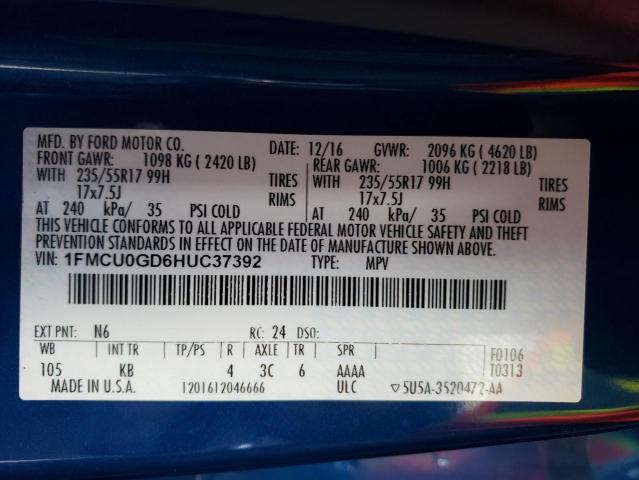 MFD. BY FORD MOTOR CO. DATE: 12/16 GVWR: 2096 KG ( 4620 LB)
FRONT GAWR: 1098 KG ( 2420 LB) REAR GAWR: 1006 KG ( 2218 LB)
WITH 235/55R17 99H TIRES WITH 235/55R17 99H TIRES
17x7.5J RIMS 17x7.5J RIMS
AT 240 kPa/ 35 PSI COLD AT 240 kPa/ 35 PSI COLD
THIS VEHICLE CONFORMS TO ALL APPLICABLE FEDERAL MOTOR VEHICLE SAFETY AND THEFT
PREVENTION STANDARDS IN EFFECT ON THE DATE OF MANUFACTURE SHOWN ABOVE.
VIN: 1FMCU0GD6HUC37392 TYPE: MPV
EXT PNT: N6 RC: 24 DSO: F0106
WB INT TR TP/PS R AXLE TR SPR T0313
105 KB 4 3C 6 AAAA
MADE IN U.S.A. 1201612046666 ULC ▽5U5A-3520472-AA